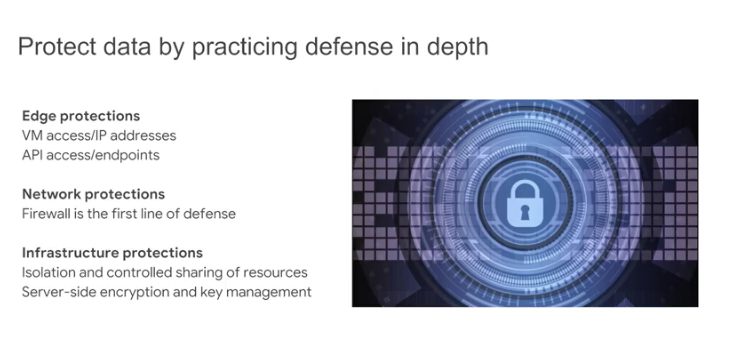 Protect data by practicing defense in depth
Edge protections
VM access/IP addresses
API access/endpoints
Network protections
Firewall is the first line of defense
Infrastructure protections
Isolation and controlled sharing of resources
Server-side encryption and key management